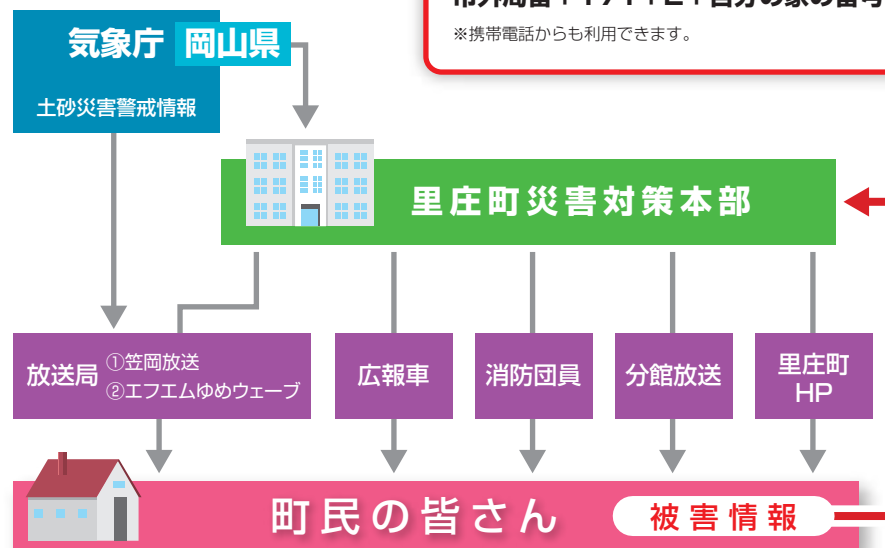 ※携帯電話からも利用できます。
気象庁 岡山県
土砂災害警戒情報
里庄町災害対策本部
放送局 ①笠岡放送
②エフエムゆめウェーブ
広報車
消防団員
分館放送
里庄町
HP
町民の皆さん 被害情報